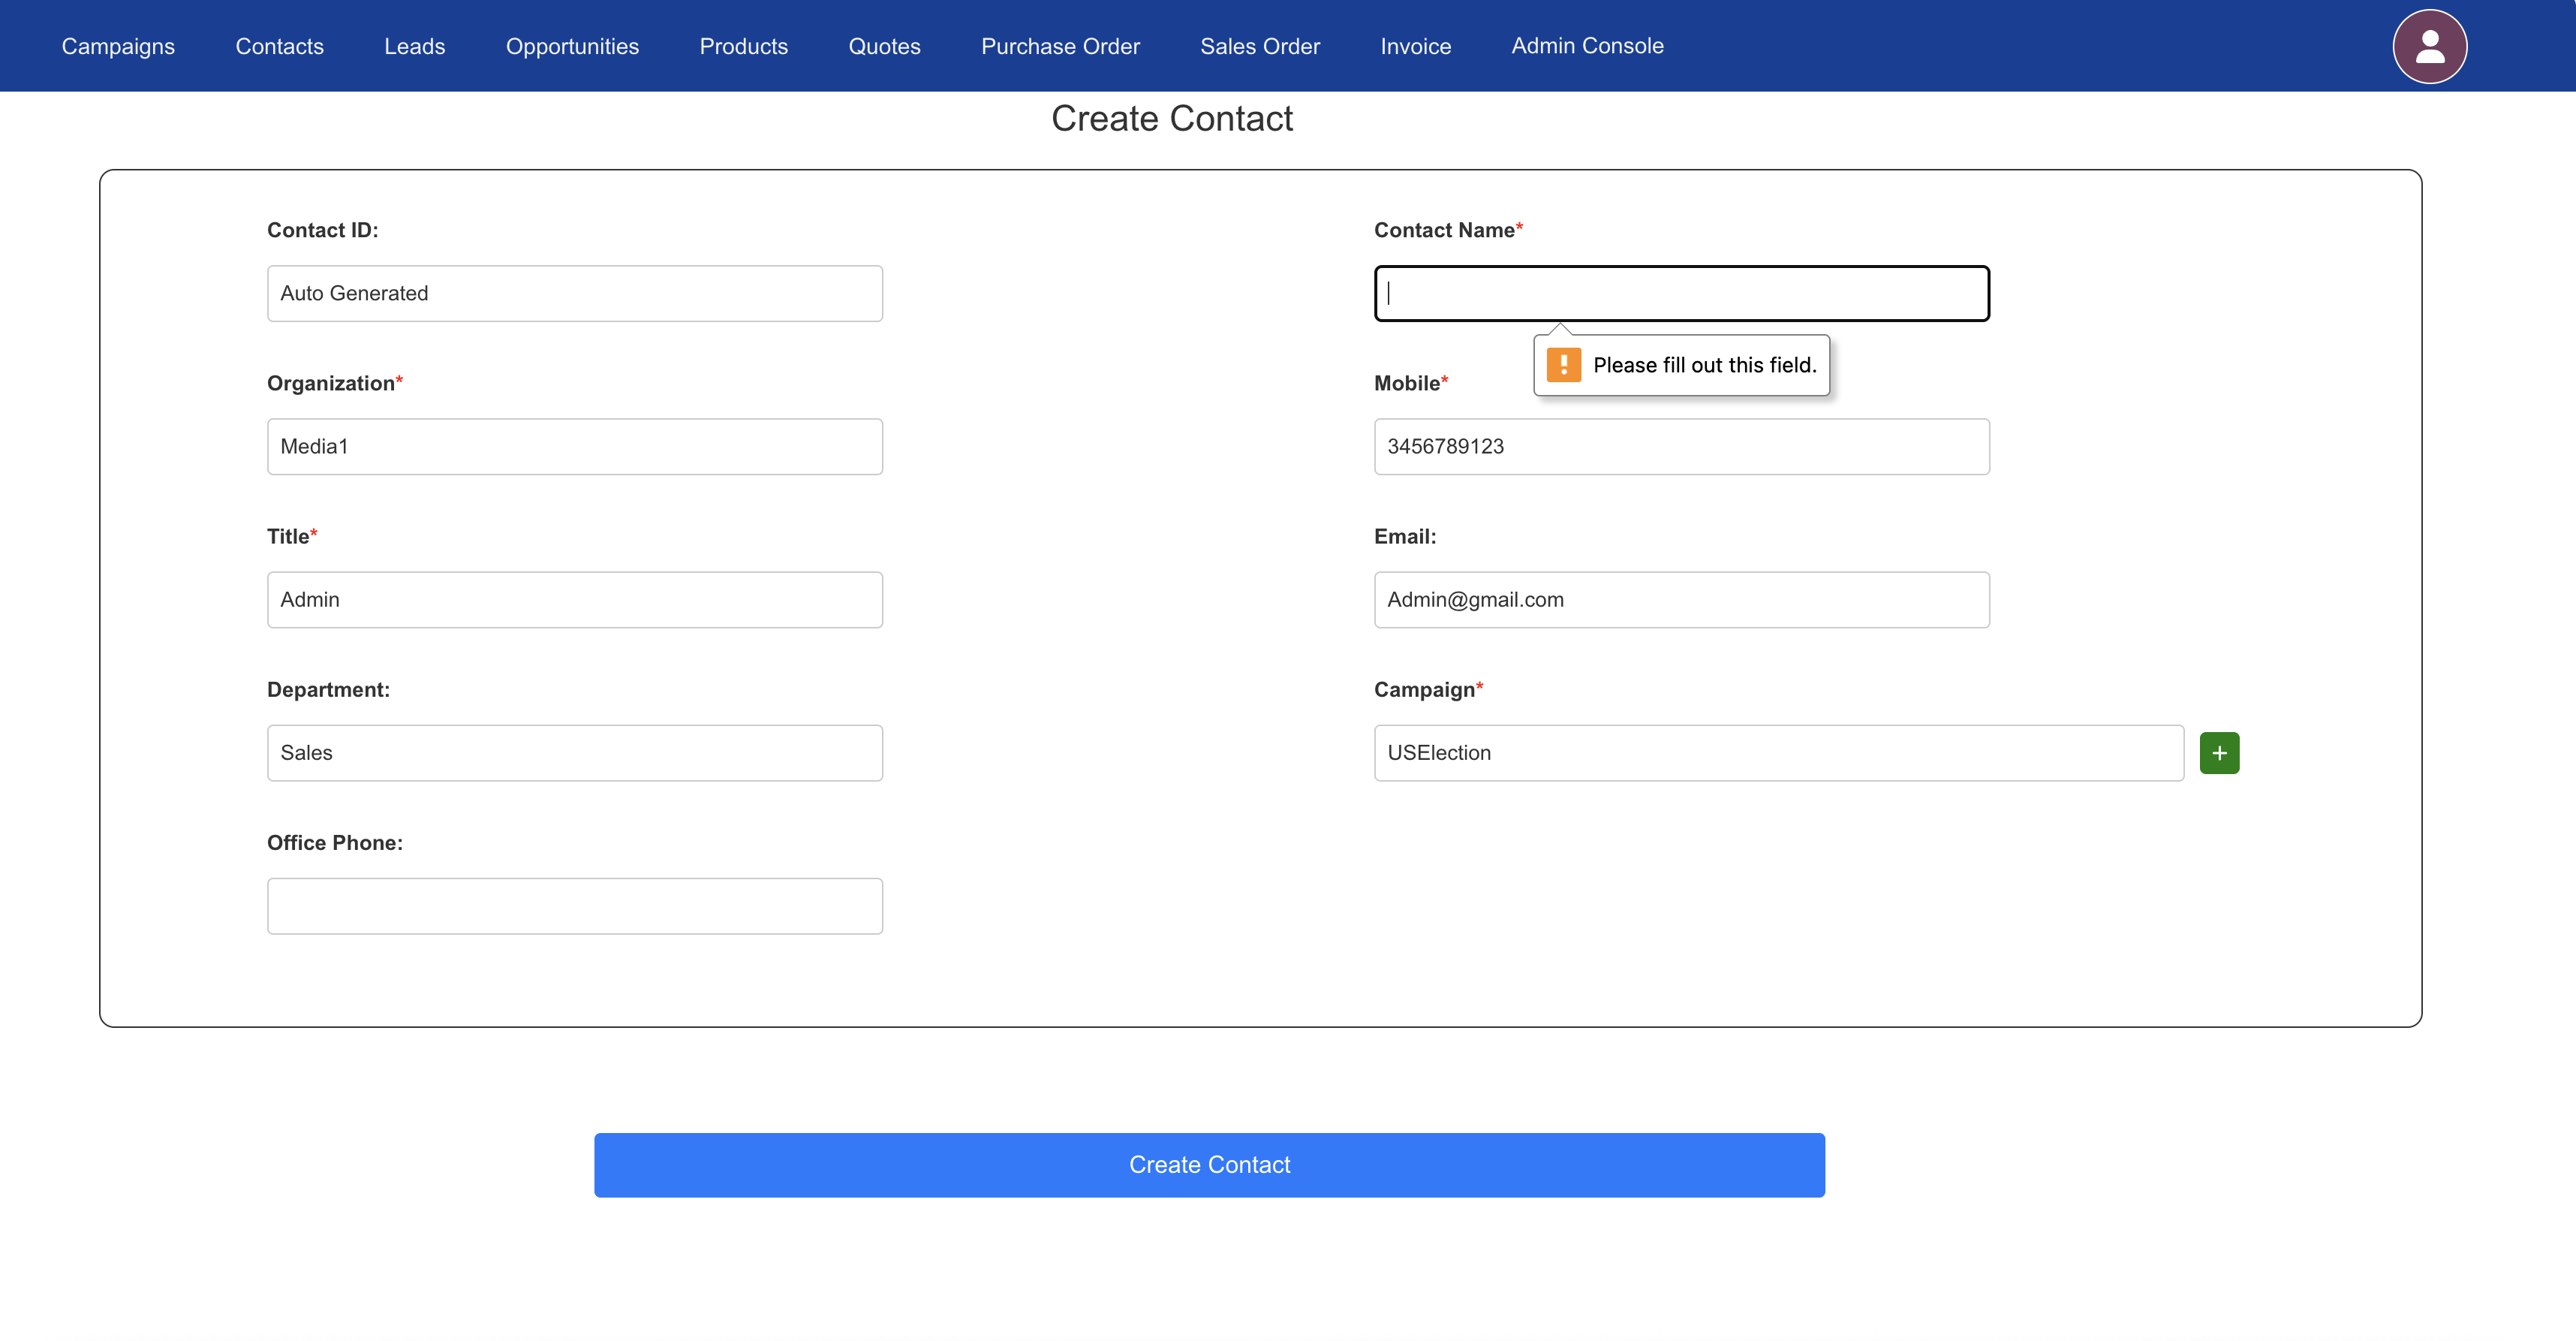 Campaigns Contacts Leads Opportunities Products Quotes Purchase Order Sales Order Invoice Admin Console
Create Contact
Contact ID:
Auto Generated
Contact Name*
Please fill out this field.
Organization*
Media1
Mobile*
3456789123
Title*
Admin
Email:
Admin@gmail.com
Department:
Sales
Campaign*
USElection
+
Office Phone:
Create Contact